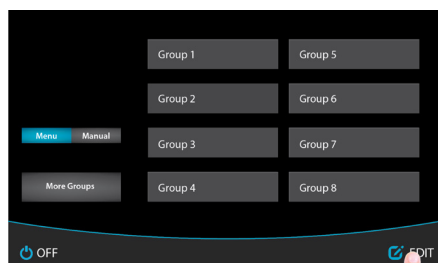 Group 1
Group 5
Group 2
Group 6
Menu
Manual
Group 3
Group 7
More Groups
Group 4
Group 8
OFF
EDIT